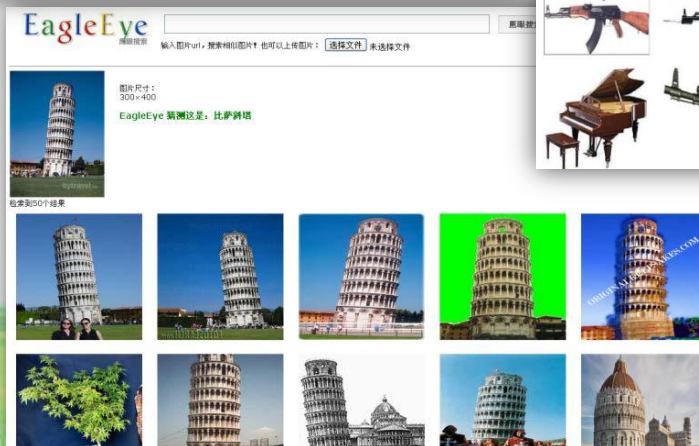 EagleEye
鹰眼搜索
输入图片url，搜索相似图片！也可以上传图片： 选择文件 未选择文件
图片尺寸：
300×400
EagleEye 猜测这是：比萨斜塔
检索到50个结果